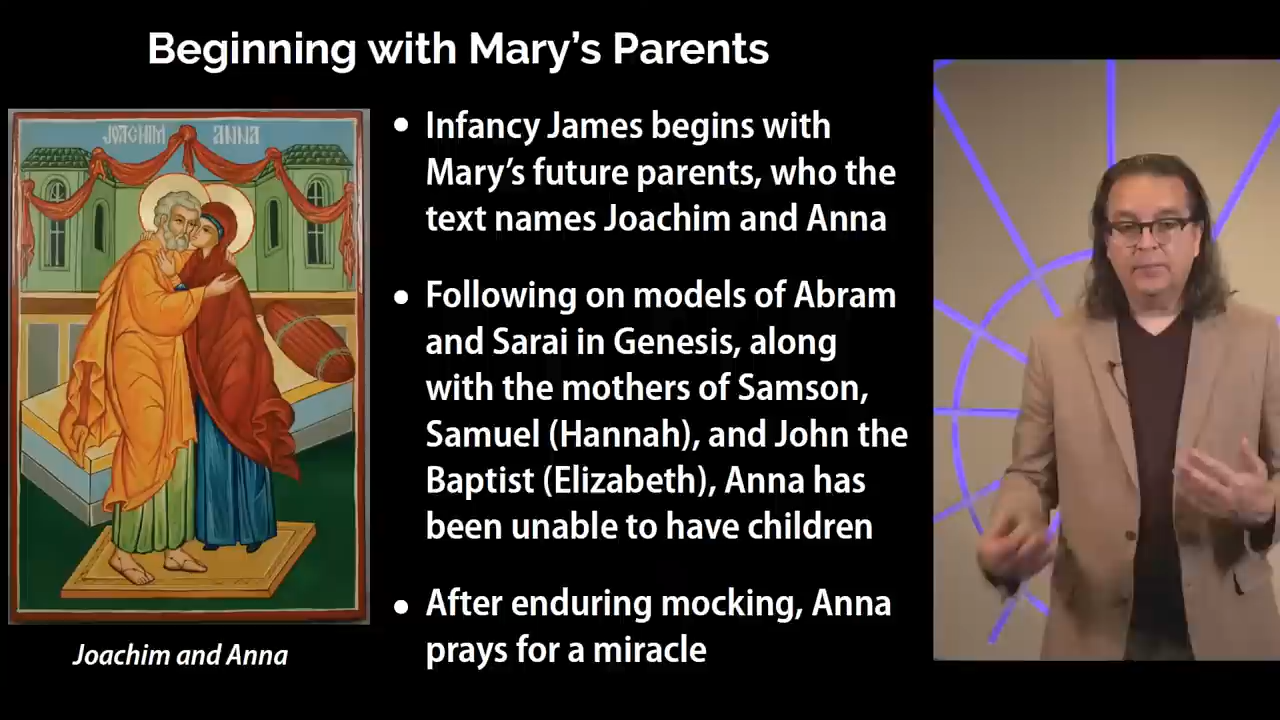 Beginning with Mary’s Parents
JOACHIM ANNA
• Infancy James begins with
Mary’s future parents, who the
text names Joachim and Anna
• Following on models of Abram
and Sarai in Genesis, along
with the mothers of Samson,
Samuel (Hannah), and John the
Baptist (Elizabeth), Anna has
been unable to have children
• After enduring mocking, Anna
prays for a miracle
Joachim and Anna